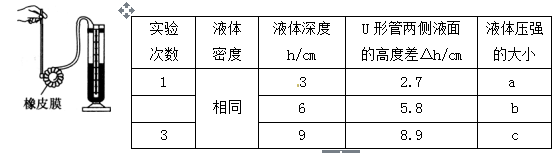 橡皮膜
实验次数 液体密度 液体深度 h/cm U 形管两侧液面的高度差△h/cm 液体压强的大小
1 相同 .3 2.7 a
6 5.8 b
3 9 8.9 c